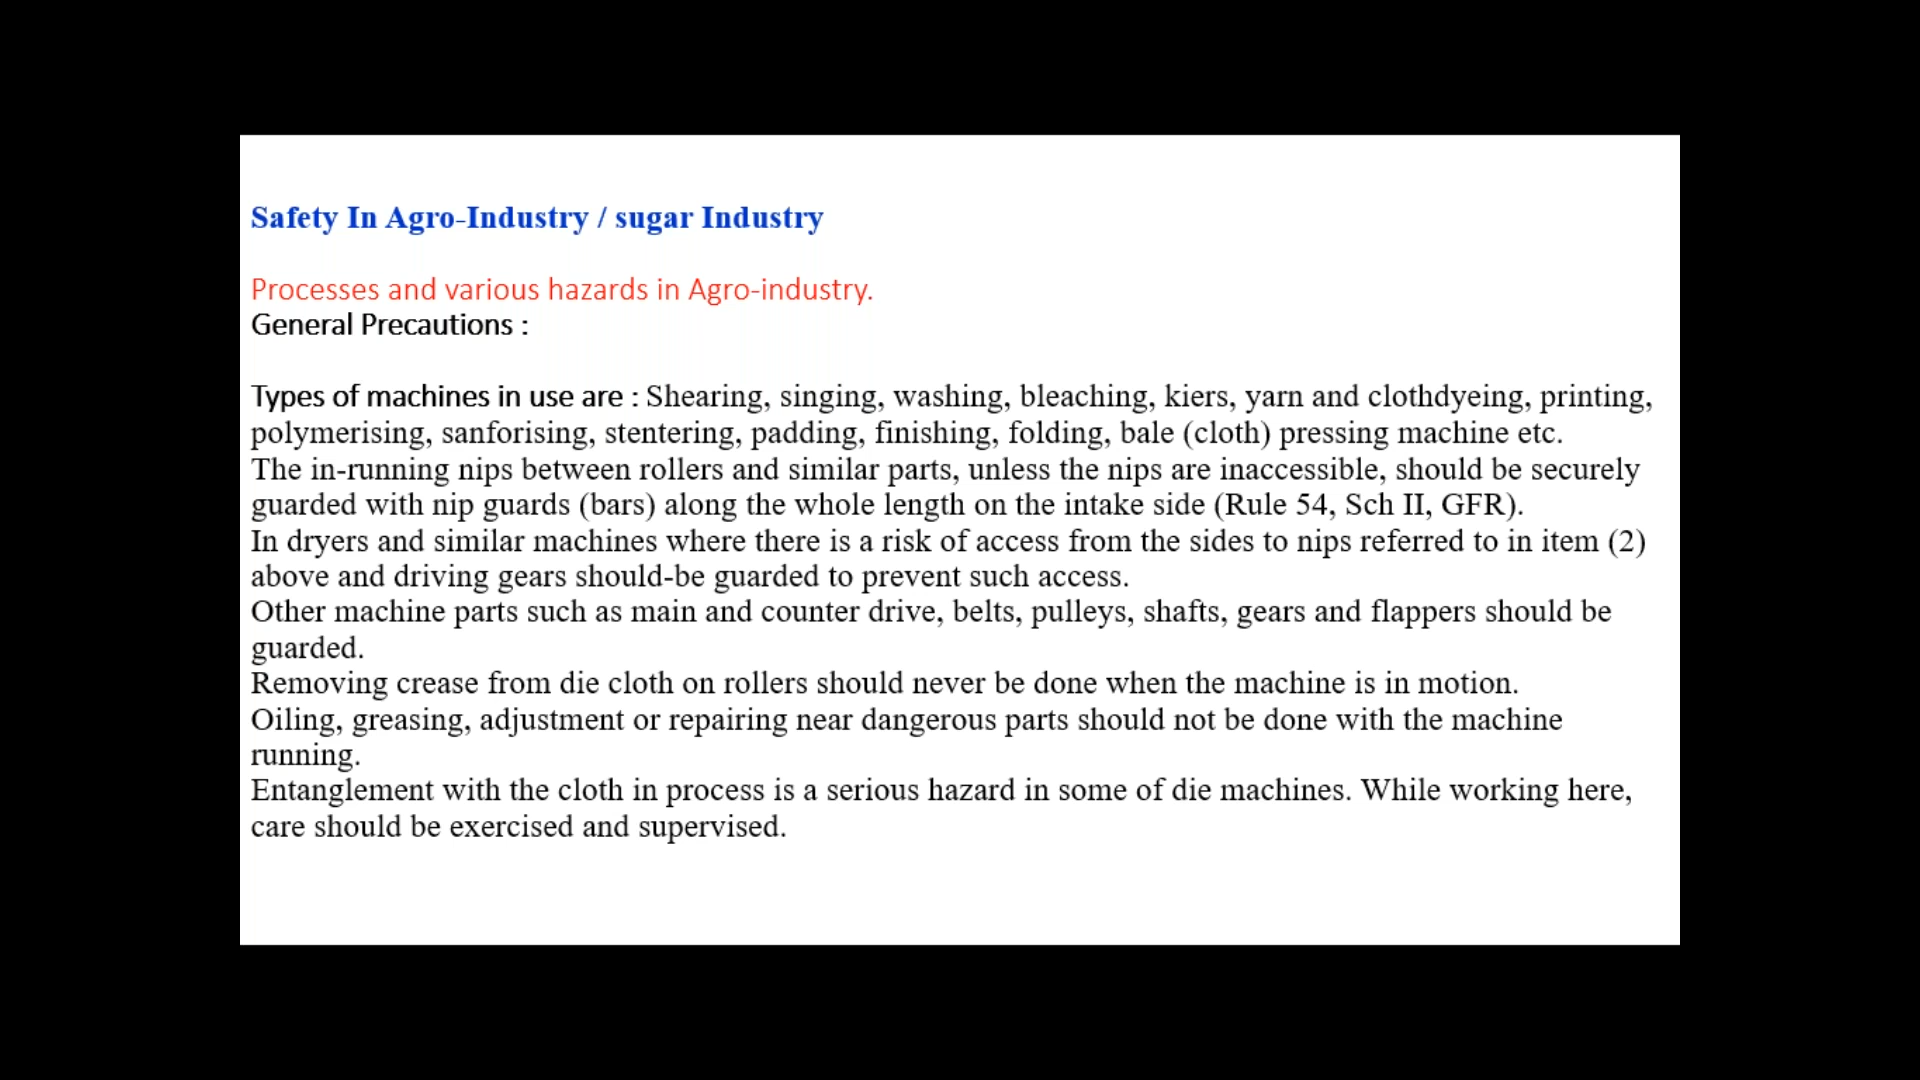 Safety In Agro-Industry / sugar Industry
Processes and various hazards in Agro-industry.
General Precautions :
Types of machines in use are : Shearing, singing, washing, bleaching, kiers, yarn and clothdyeing, printing,
polymerising, sanforising, stentering, padding, finishing, folding, bale (cloth) pressing machine etc.
The in-running nips between rollers and similar parts, unless the nips are inaccessible, should be securely
guarded with nip guards (bars) along the whole length on the intake side (Rule 54, Sch II, GFR).
In dryers and similar machines where there is a risk of access from the sides to nips referred to in item (2)
above and driving gears should-be guarded to prevent such access.
Other machine parts such as main and counter drive, belts, pulleys, shafts, gears and flappers should be
guarded.
Removing crease from die cloth on rollers should never be done when the machine is in motion.
Oiling, greasing, adjustment or repairing near dangerous parts should not be done with the machine
running.
Entanglement with the cloth in process is a serious hazard in some of die machines. While working here,
care should be exercised and supervised.